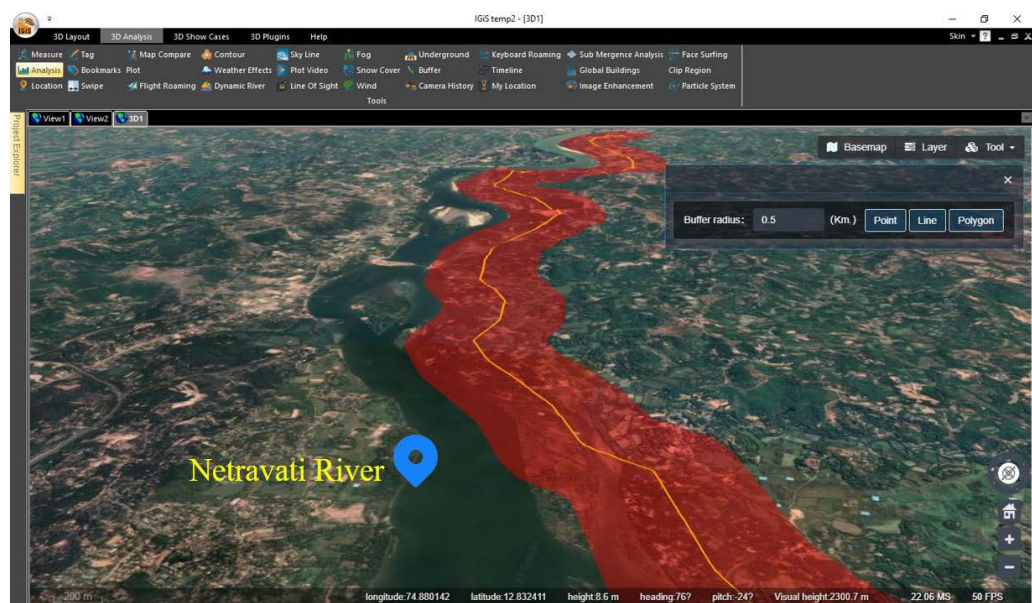 IGiS temp2 - [3D1]
IGiS
3D Layout 3D Analysis 3D Show Cases 3D Plugins Help Skin ?
Measure Tag Map Compare Contour Sky Line Fog Underground Keyboard Roaming Sub Mergence Analysis Face Surfing
Analysis Bookmarks Plot Weather Effects Plot Video Snow Cover Buffer Timeline Global Buildings Clip Region
Location Swipe Flight Roaming Dynamic River Line Of Sight Wind Camera History My Location Image Enhancement Particle System
Tools
View1 View2 3D1
Project Explorer
Basemap Layer Tool
Buffer radius: 0.5 (Km.) Point Line Polygon
Netravati River
200 m longitude:74.880142 latitude:12.832411 height:8.6 m heading:76? pitch:-24? Visual height:2300.7 m 22.06 MS 50 FPS